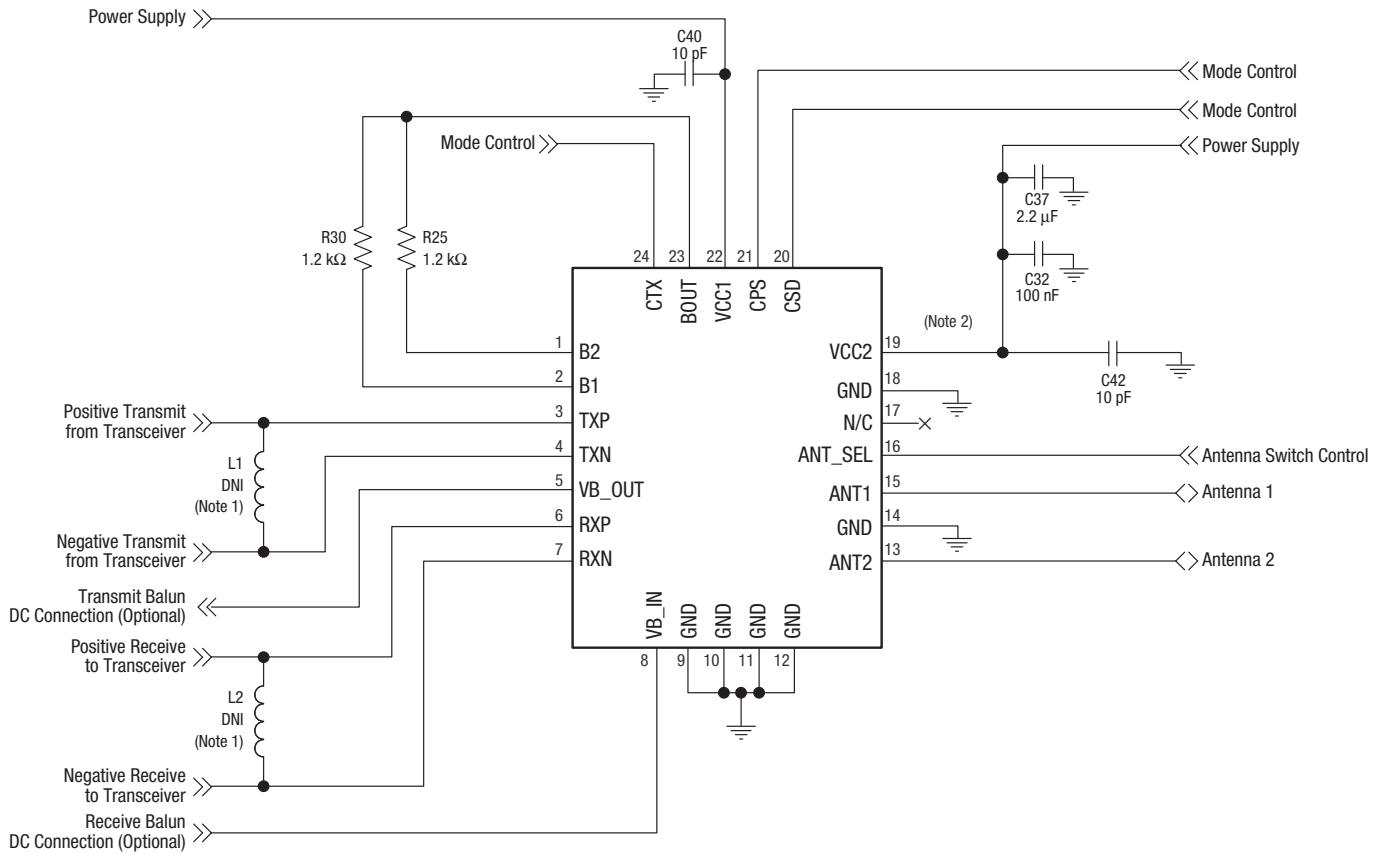 Power Supply
C40
10 pF
Mode Control
Mode Control
Mode Control
Power Supply
C37
2.2 µF
R30
1.2 kΩ
R25
1.2 kΩ
C32
100 nF
24
23
22
21
20
CTX
BOUT
VCC1
CPS
CSD
(Note 2)
1
B2
VCC2
19
C42
10 pF
2
B1
GND
18
Positive Transmit
from Transceiver
3
TXP
N/C
17
4
TXN
ANT_SEL
16
Antenna Switch Control
L1
DNI
(Note 1)
5
VB_OUT
ANT1
15
Antenna 1
6
RXP
GND
14
Negative Transmit
from Transceiver
7
RXN
ANT2
13
Antenna 2
Transmit Balun
DC Connection (Optional)
VB_IN
GND
GND
GND
GND
Positive Receive
to Transceiver
8
9
10
11
12
L2
DNI
(Note 1)
Negative Receive
to Transceiver
Receive Balun
DC Connection (Optional)